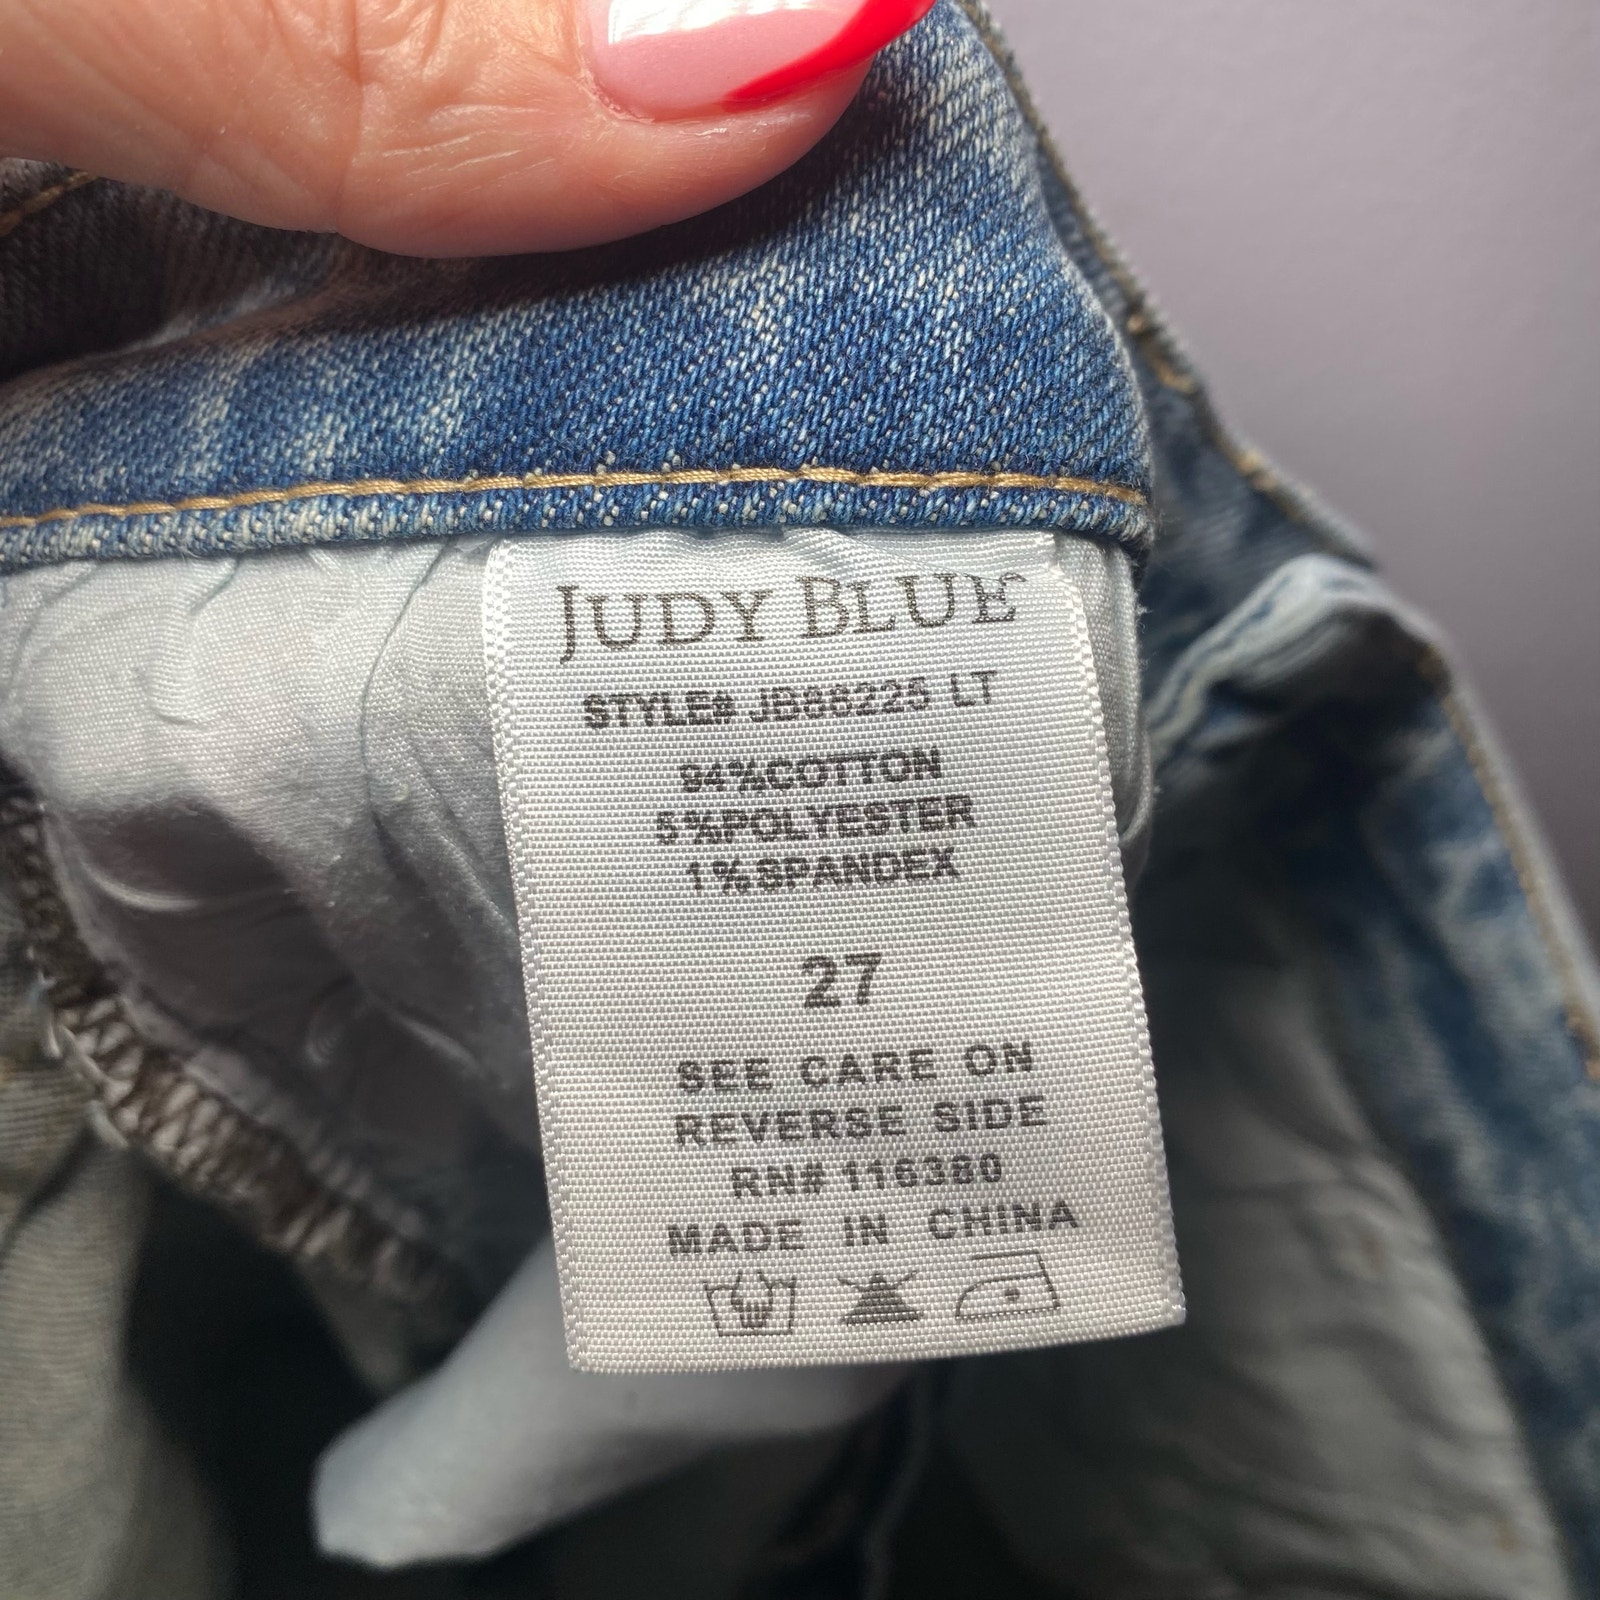 JUDY BLUE
STYLE# JB88225 LT
94%COTTON
5%POLYESTER
1%SPANDEX
27
SEE CARE ON
REVERSE SIDE
RN# 116380
MADE IN CHINA